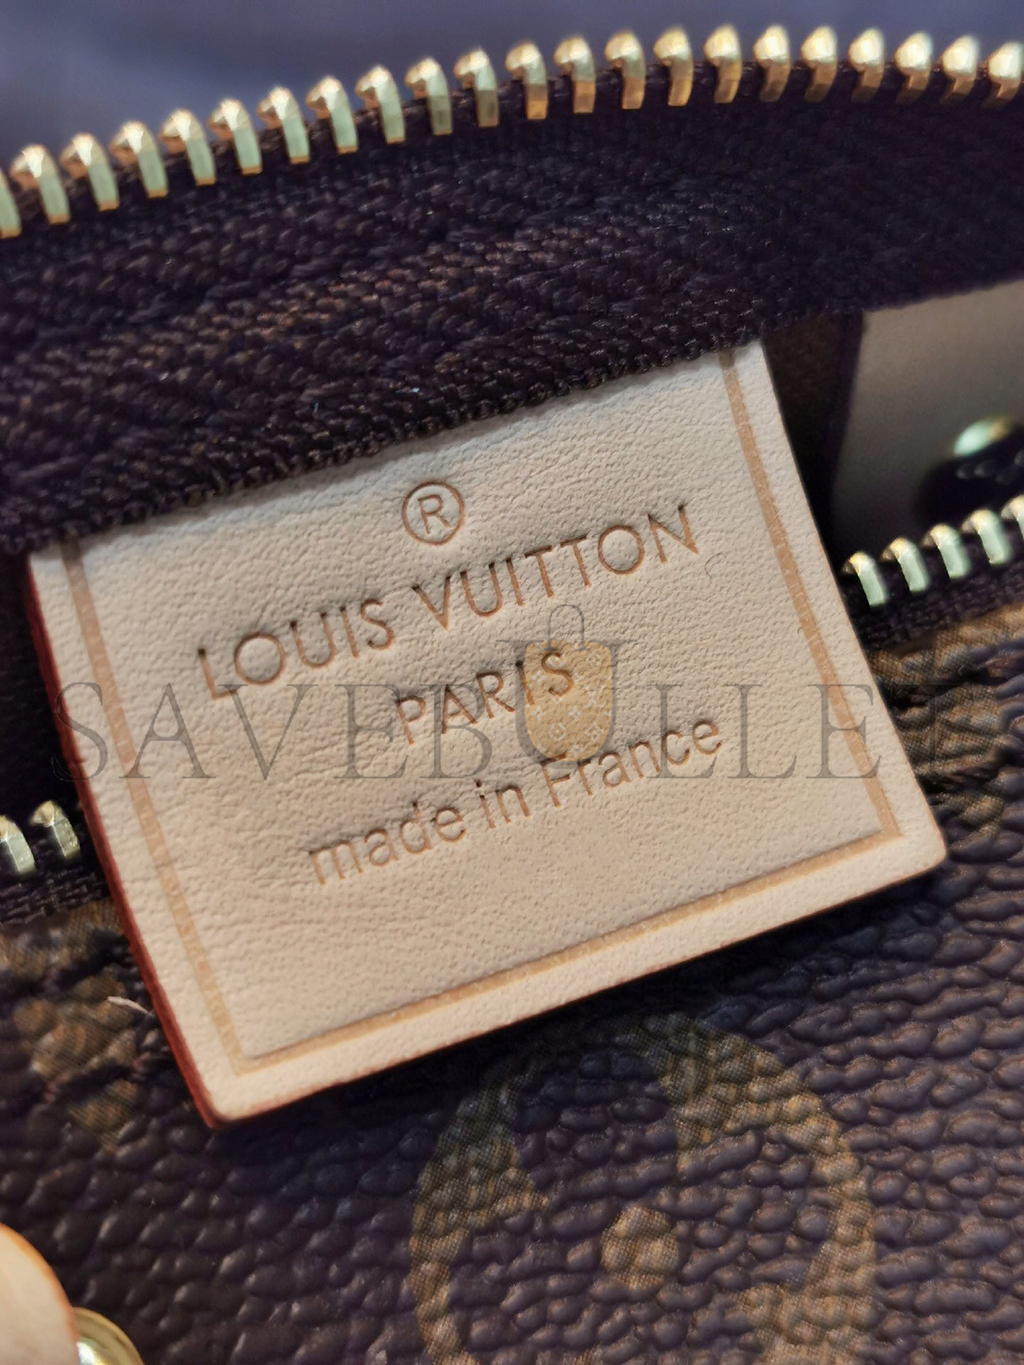 ®
LOUIS VUITTON
PARIS
made in France
SAVEBULLET